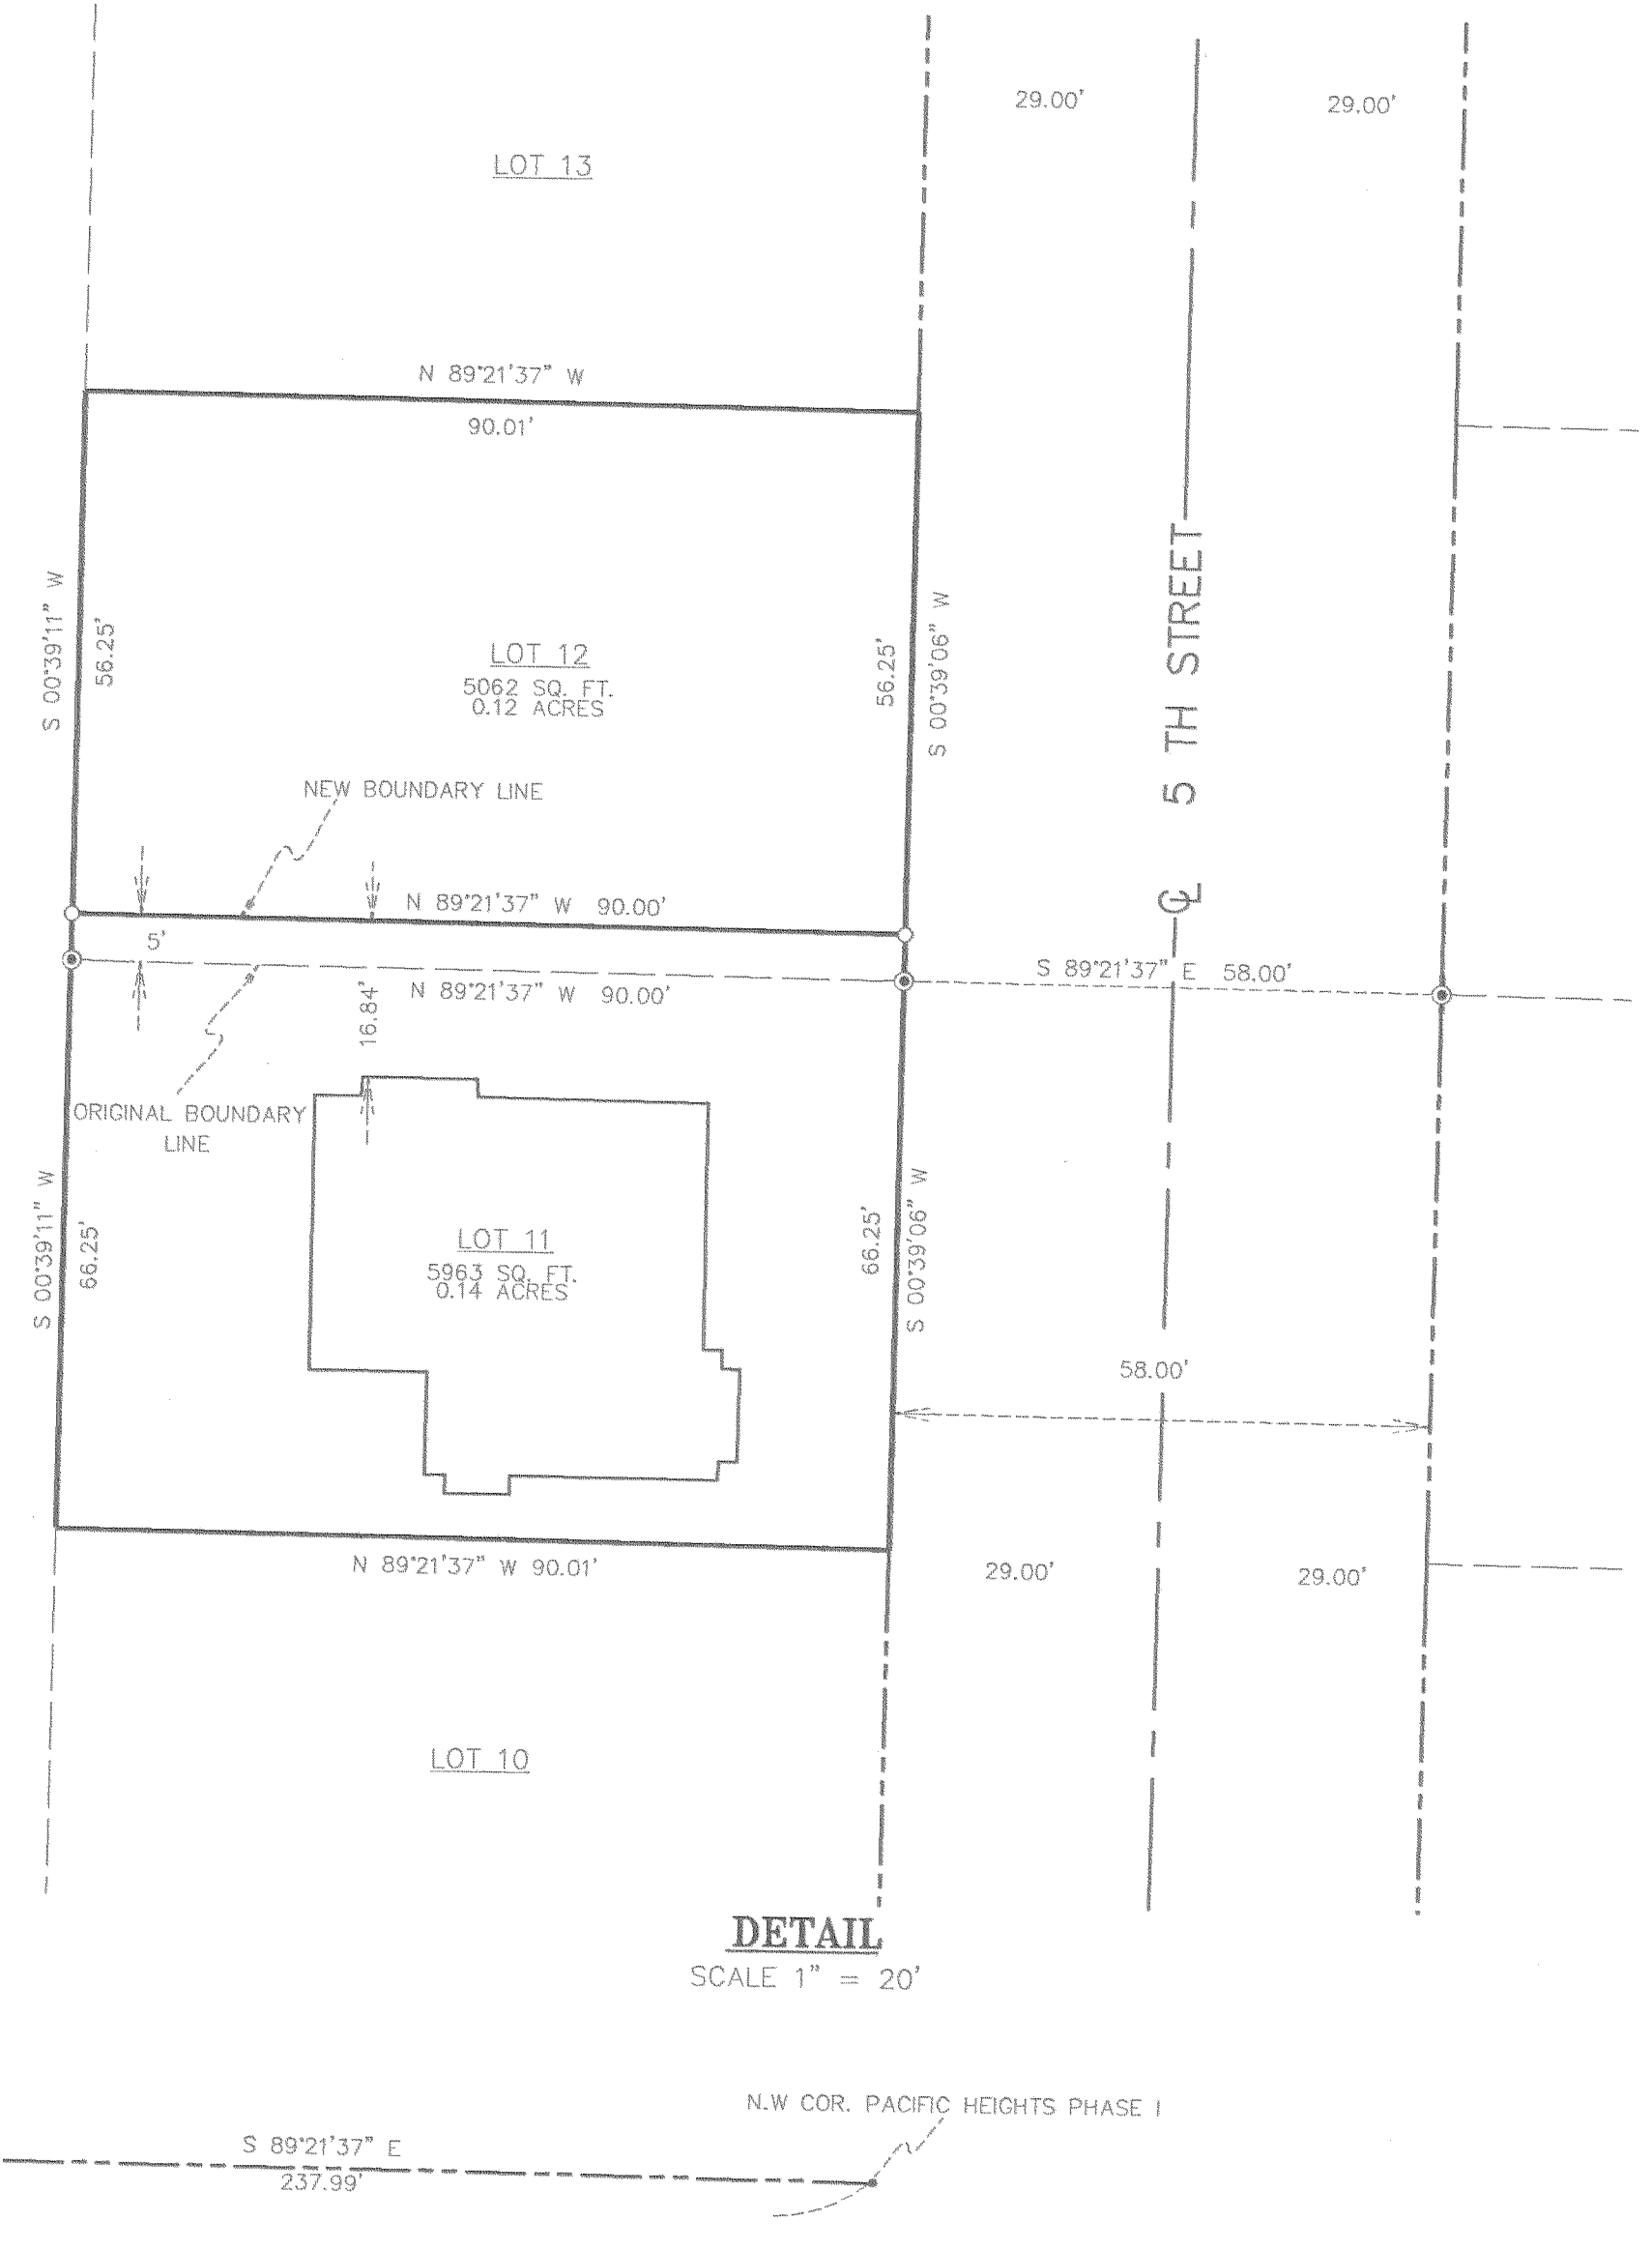 29.00'
29.00'
LOT 13
N 89°21'37" W
90.01'
S 00°39'11" W
56.25'
LOT 12
5062 SQ. FT.
0.12 ACRES
56.25'
S 00°39'06" W
5 TH STREET
NEW BOUNDARY LINE
N 89°21'37" W 90.00'
5'
N 89°21'37" W 90.00'
S 89°21'37" E 58.00'
16.84'
ORIGINAL BOUNDARY
LINE
S 00°39'11" W
66.25'
LOT 11
5963 SQ. FT.
0.14 ACRES
66.25'
S 00°39'06" W
58.00'
N 89°21'37" W 90.01'
29.00'
29.00'
LOT 10
DETAIL
SCALE 1" = 20'
N.W COR. PACIFIC HEIGHTS PHASE I
S 89°21'37" E
237.99'